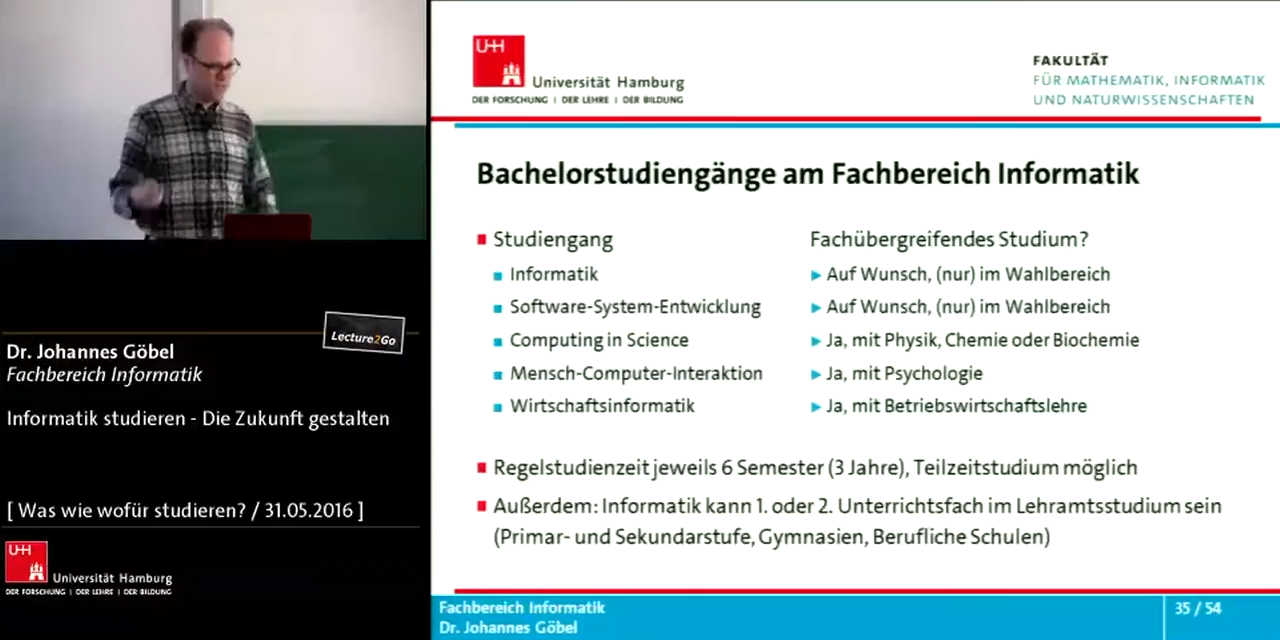 U+H
Universität Hamburg
DER FORSCHUNG | DER LEHRE | DER BILDUNG
FAKULTÄT
FÜR MATHEMATIK, INFORMATIK
UND NATURWISSENSCHAFTEN
Bachelorstudiengänge am Fachbereich Informatik
Studiengang
Fachübergreifendes Studium?
Informatik
Auf Wunsch, (nur) im Wahlbereich
Software-System-Entwicklung
Auf Wunsch, (nur) im Wahlbereich
Computing in Science
Ja, mit Physik, Chemie oder Biochemie
Mensch-Computer-Interaktion
Ja, mit Psychologie
Wirtschaftsinformatik
Ja, mit Betriebswirtschaftslehre
Regelstudienzeit jeweils 6 Semester (3 Jahre), Teilzeitstudium möglich
Außerdem: Informatik kann 1. oder 2. Unterrichtsfach im Lehramtsstudium sein
(Primar- und Sekundarstufe, Gymnasien, Berufliche Schulen)
Fachbereich Informatik
Dr. Johannes Göbel
35 / 54
Lecture2Go
Dr. Johannes Göbel
Fachbereich Informatik
Informatik studieren - Die Zukunft gestalten
[ Was wie wofür studieren? / 31.05.2016 ]
U+H
Universität Hamburg
DER FORSCHUNG | DER LEHRE | DER BILDUNG